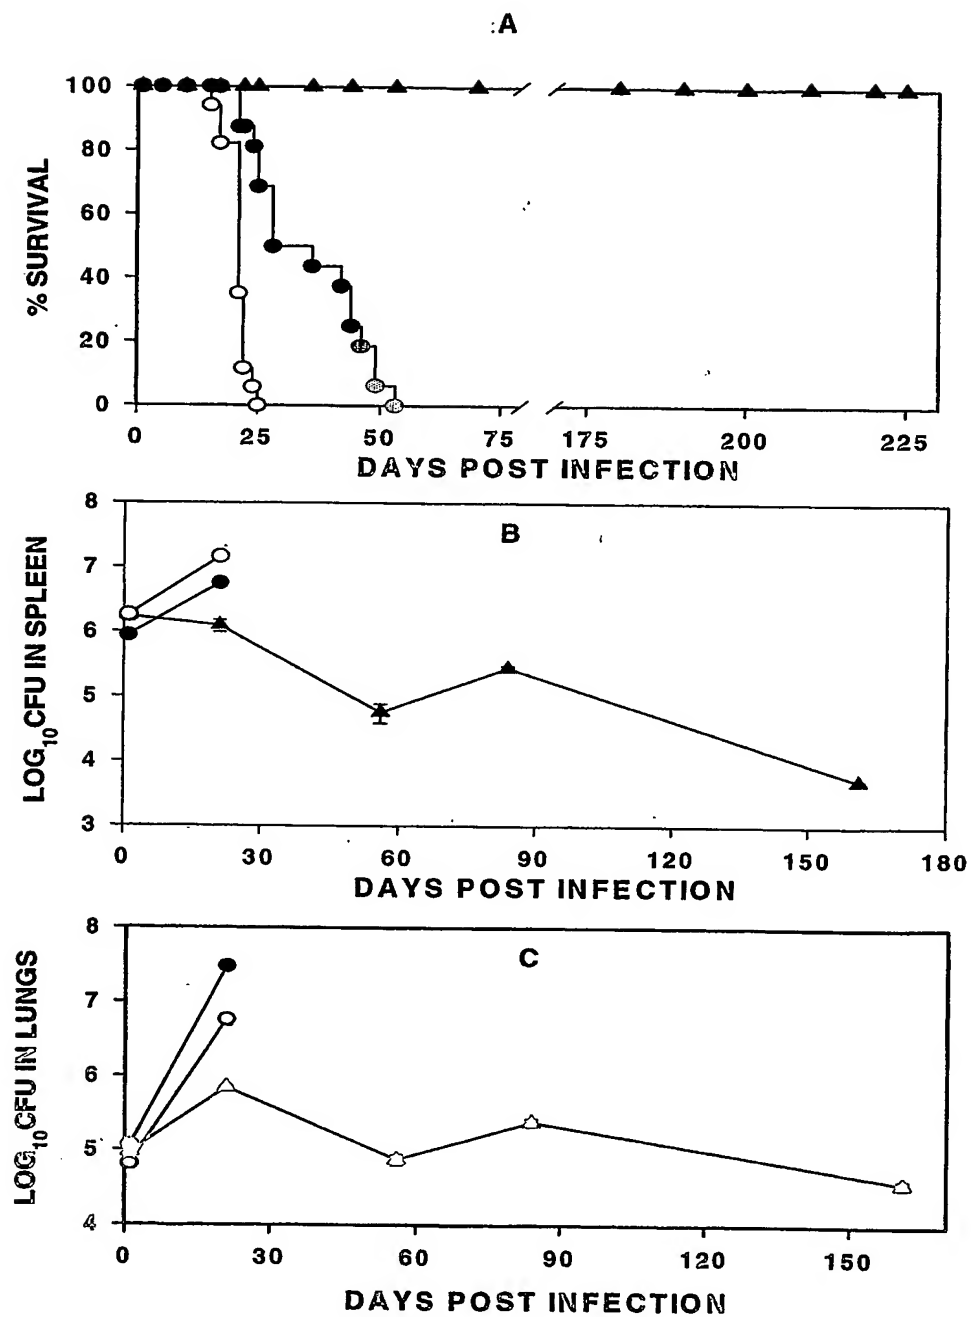 A
100
80
60
40
20
0
% SURVIVAL
0 25 50 75 175 200 225
DAYS POST INFECTION
B
8
7
6
5
4
3
LOG10CFU IN SPLEEN
0 30 60 90 120 150 180
DAYS POST INFECTION
C
8
7
6
5
4
LOG10CFU IN LUNGS
0 30 60 90 120 150
DAYS POST INFECTION